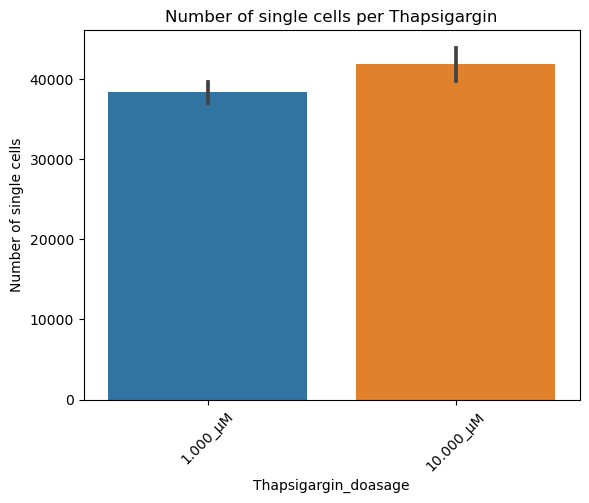 Number of single cells per Thapsigargin
Number of single cells
40000
30000
20000
10000
0
1.000_μM
10.000_μM
Thapsigargin_doasage